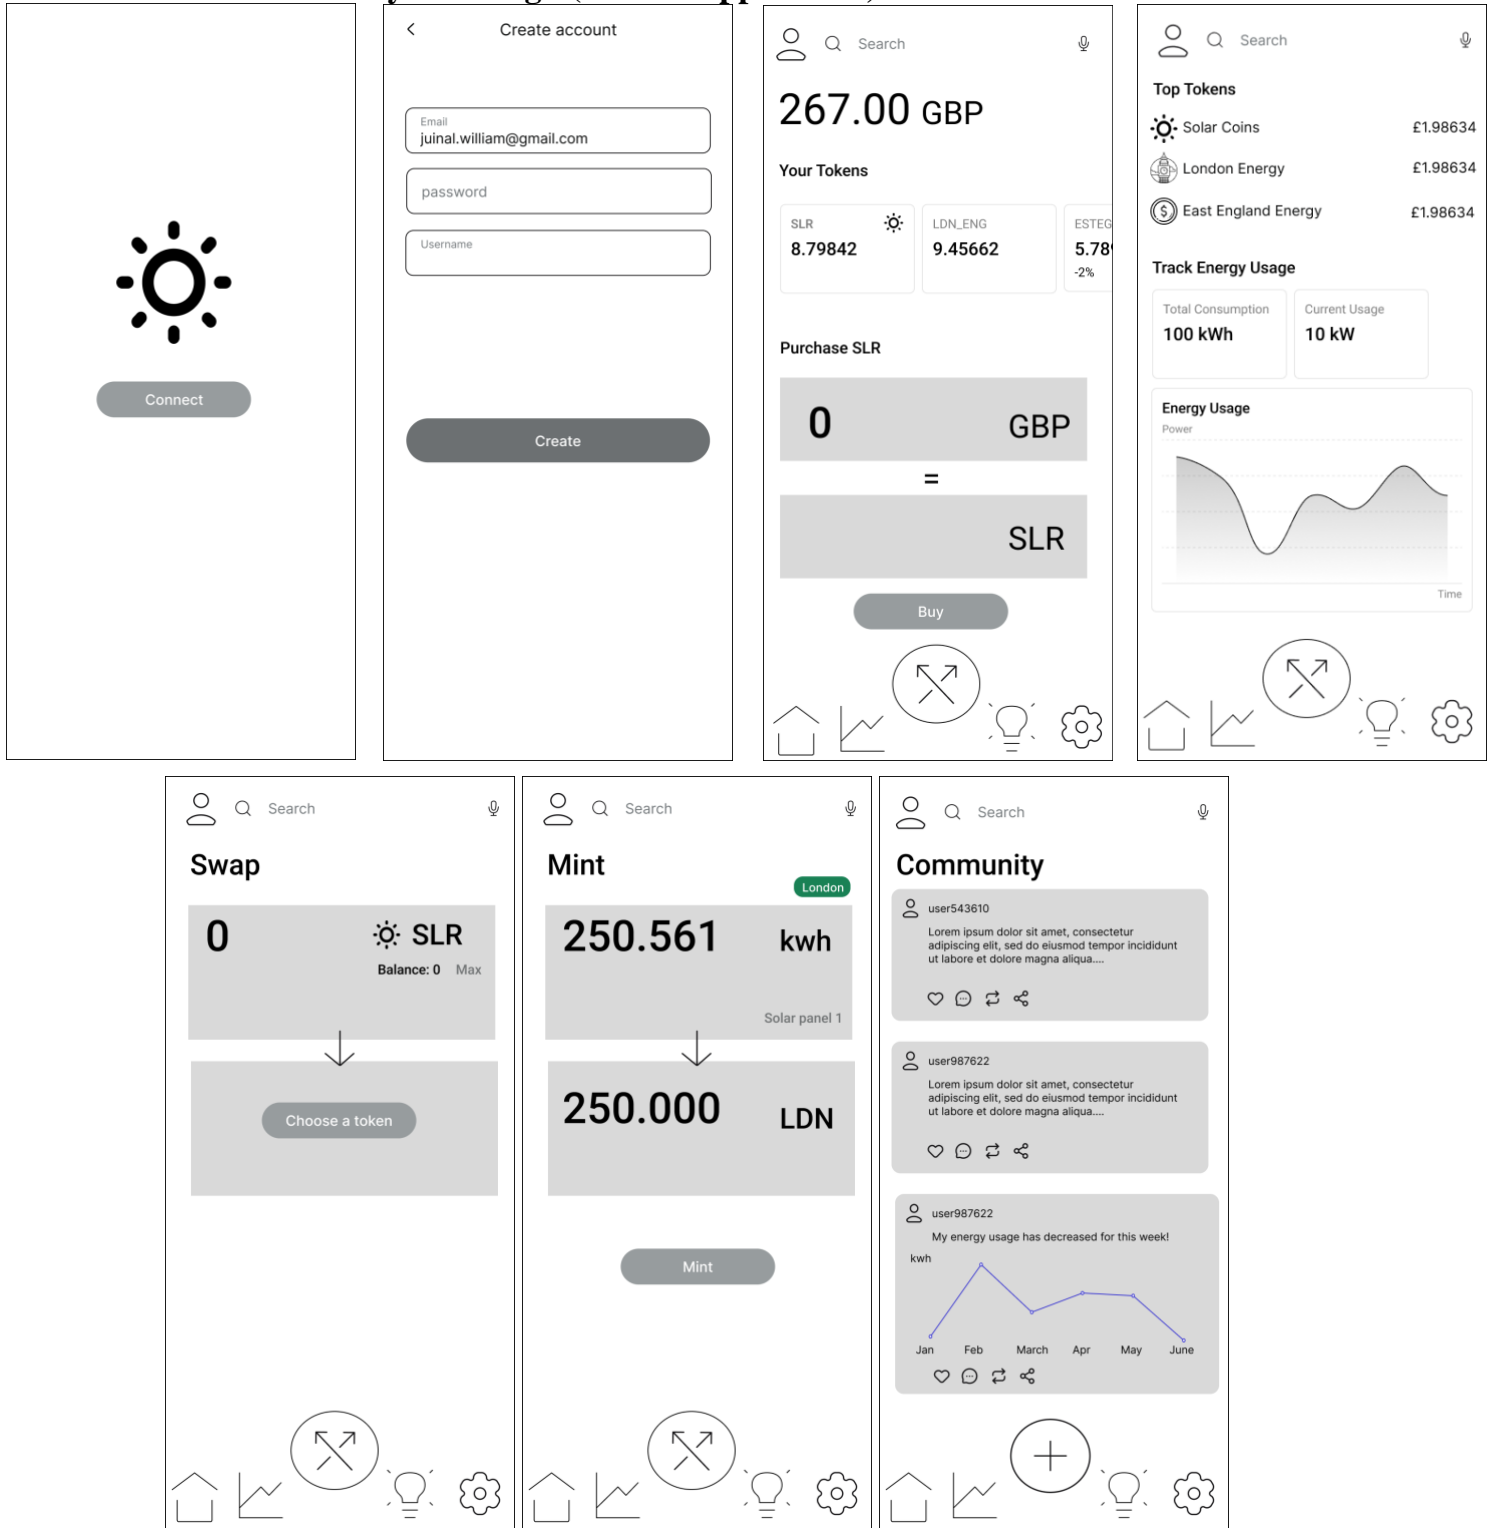 Connect
Create account
Email
juinal.william@gmail.com
password
Username
Create
Search
267.00 GBP
Your Tokens
SLR
8.79842
LDN_ENG
9.45662
ESTEG
5.78
-2%
Purchase SLR
0 GBP
=
SLR
Buy
Search
Top Tokens
Solar Coins £1.98634
London Energy £1.98634
East England Energy £1.98634
Track Energy Usage
Total Consumption
100 kWh
Current Usage
10 kW
Energy Usage
Power
Time
Search
Swap
0 SLR
Balance: 0 Max
Choose a token
Search
Mint
London
250.561 kwh
Solar panel 1
250.000 LDN
Mint
Search
Community
user543610
Lorem ipsum dolor sit amet, consectetur
adipiscing elit, sed do eiusmod tempor incididunt
ut labore et dolore magna aliqua....
user987622
Lorem ipsum dolor sit amet, consectetur
adipiscing elit, sed do eiusmod tempor incididunt
ut labore et dolore magna aliqua....
user987622
My energy usage has decreased for this week!
kwh
Jan Feb March Apr May June